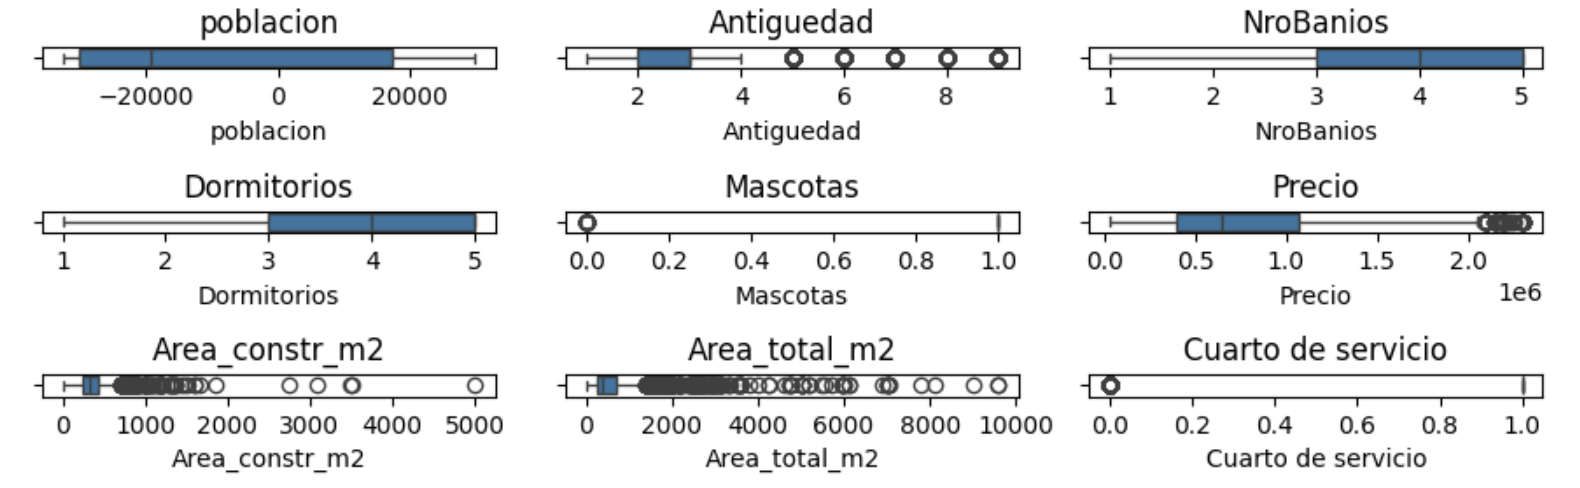 poblacion Antiguedad NroBanios
−20000 0 20000 2 4 6 8 1 2 3 4 5
poblacion Antiguedad NroBanios
Dormitorios Mascotas Precio
1 2 3 4 5 0.0 0.2 0.4 0.6 0.8 1.0 0.0 0.5 1.0 1.5 2.0
Dormitorios Mascotas Precio 1e6
Area_constr_m2 Area_total_m2 Cuarto de servicio
0 1000 2000 3000 4000 5000 0 2000 4000 6000 8000 10000 0.0 0.2 0.4 0.6 0.8 1.0
Area_constr_m2 Area_total_m2 Cuarto de servicio